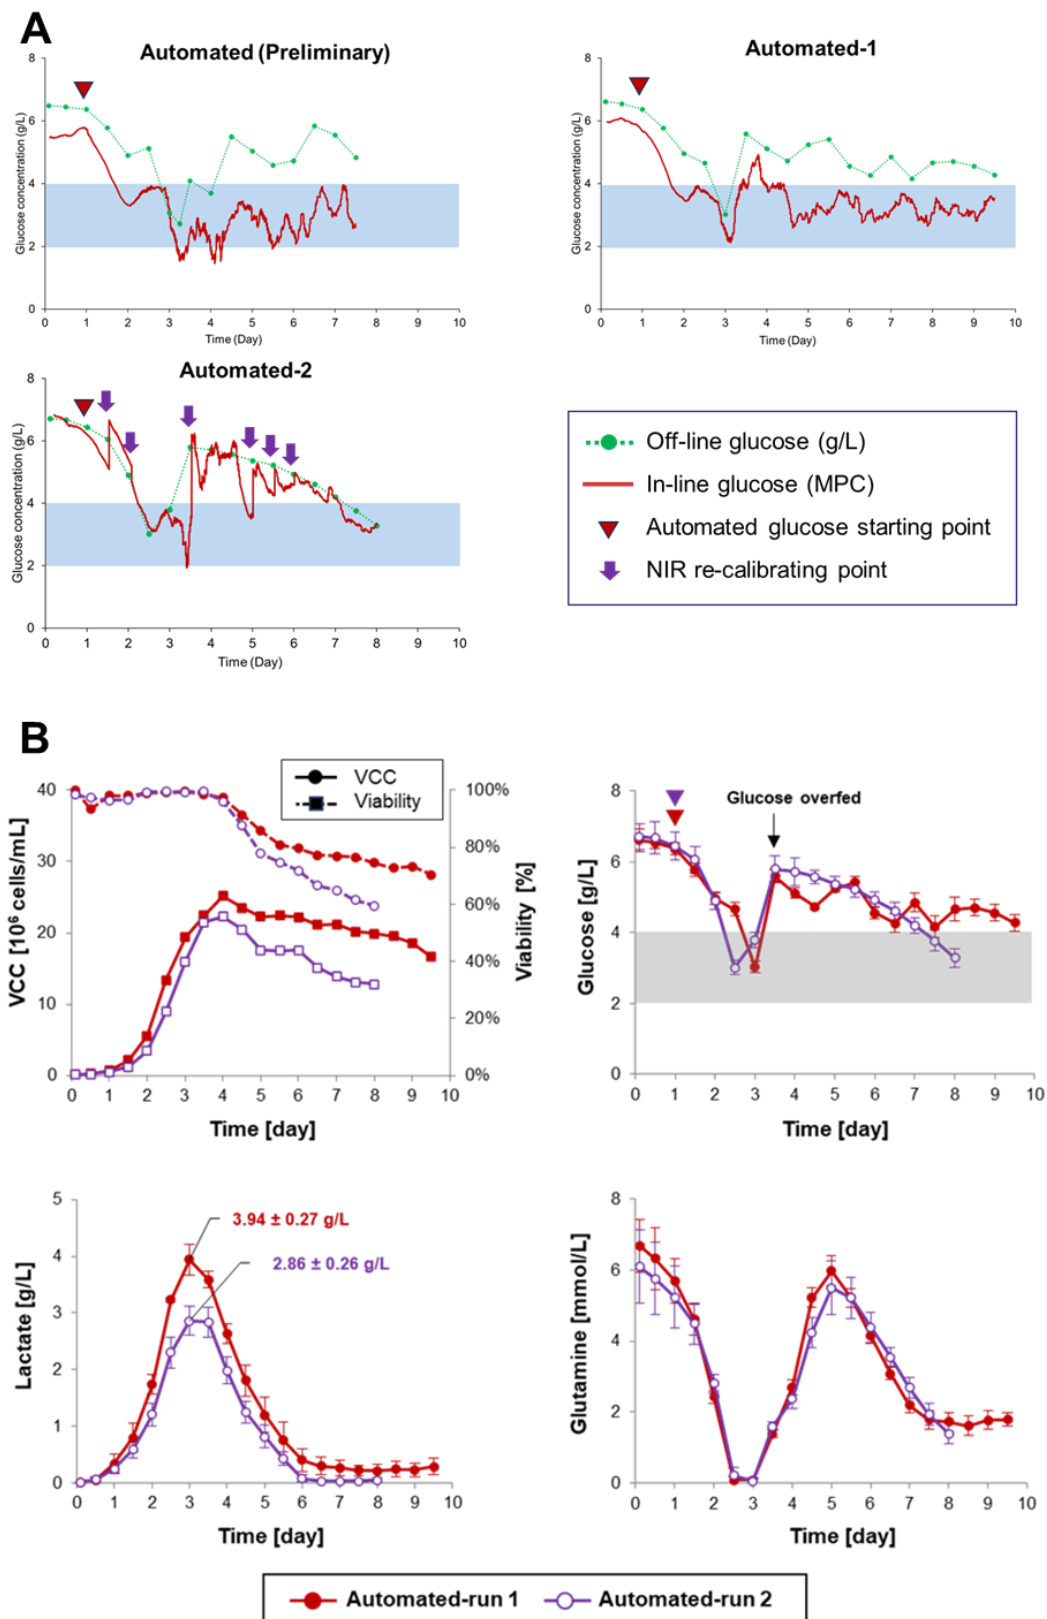 A
Automated (Preliminary)
Glucose concentration (g/L)
8
6
4
2
0
0 1 2 3 4 5 6 7 8 9 10
Time (Day)
Automated-1
Glucose concentration (g/L)
8
6
4
2
0
0 1 2 3 4 5 6 7 8 9 10
Time (Day)
Automated-2
Glucose concentration (g/L)
8
6
4
2
0
0 1 2 3 4 5 6 7 8 9 10
Time (Day)
Off-line glucose (g/L)
In-line glucose (MPC)
Automated glucose starting point
NIR re-calibrating point
B
VCC
Viability
VCC [10⁶ cells/mL]
40
30
20
10
0
100%
80%
60%
40%
20%
0%
Viability [%]
0 1 2 3 4 5 6 7 8 9 10
Time [day]
Glucose overfed
Glucose [g/L]
8
6
4
2
0
0 1 2 3 4 5 6 7 8 9 10
Time [day]
Lactate [g/L]
5
4
3
2
1
0
3.94 ± 0.27 g/L
2.86 ± 0.26 g/L
0 1 2 3 4 5 6 7 8 9 10
Time [day]
Glutamine [mmol/L]
8
6
4
2
0
0 1 2 3 4 5 6 7 8 9 10
Time [day]
Automated-run 1 Automated-run 2